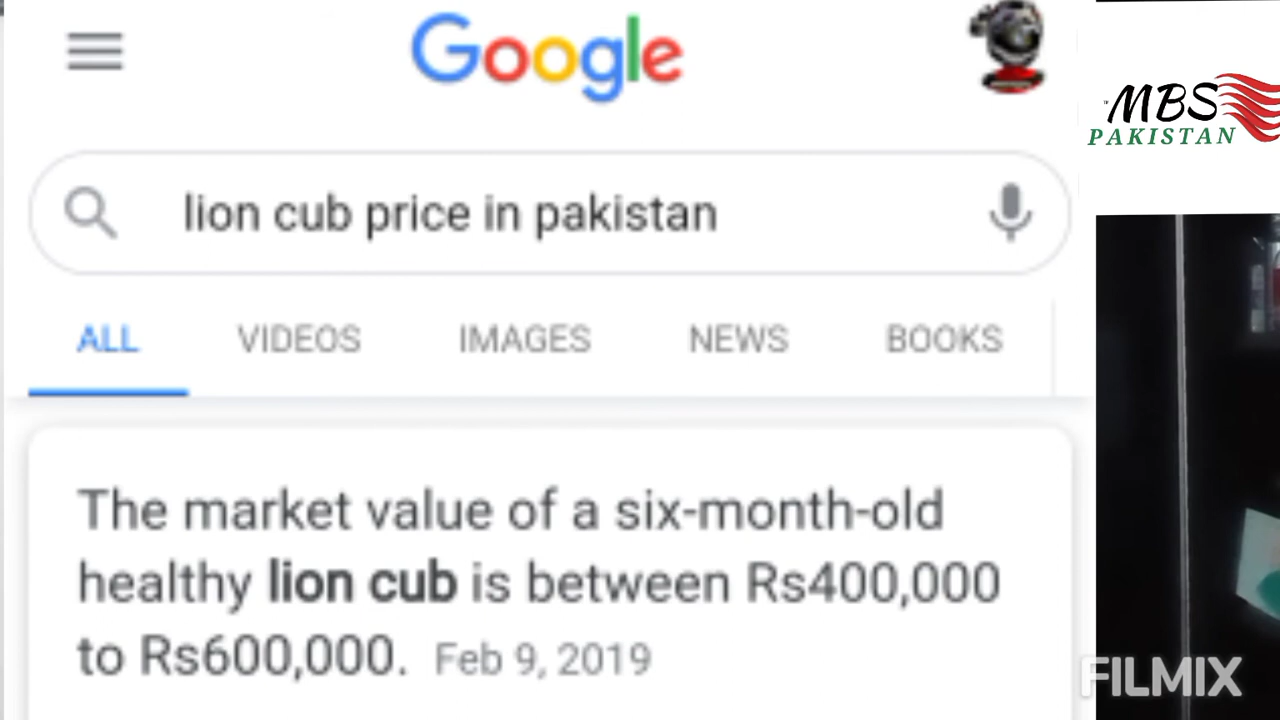 Google
lion cub price in pakistan
ALL VIDEOS IMAGES NEWS BOOKS
The market value of a six-month-old
healthy lion cub is between Rs400,000
to Rs600,000. Feb 9, 2019
MBS
PAKISTAN
FILMIX